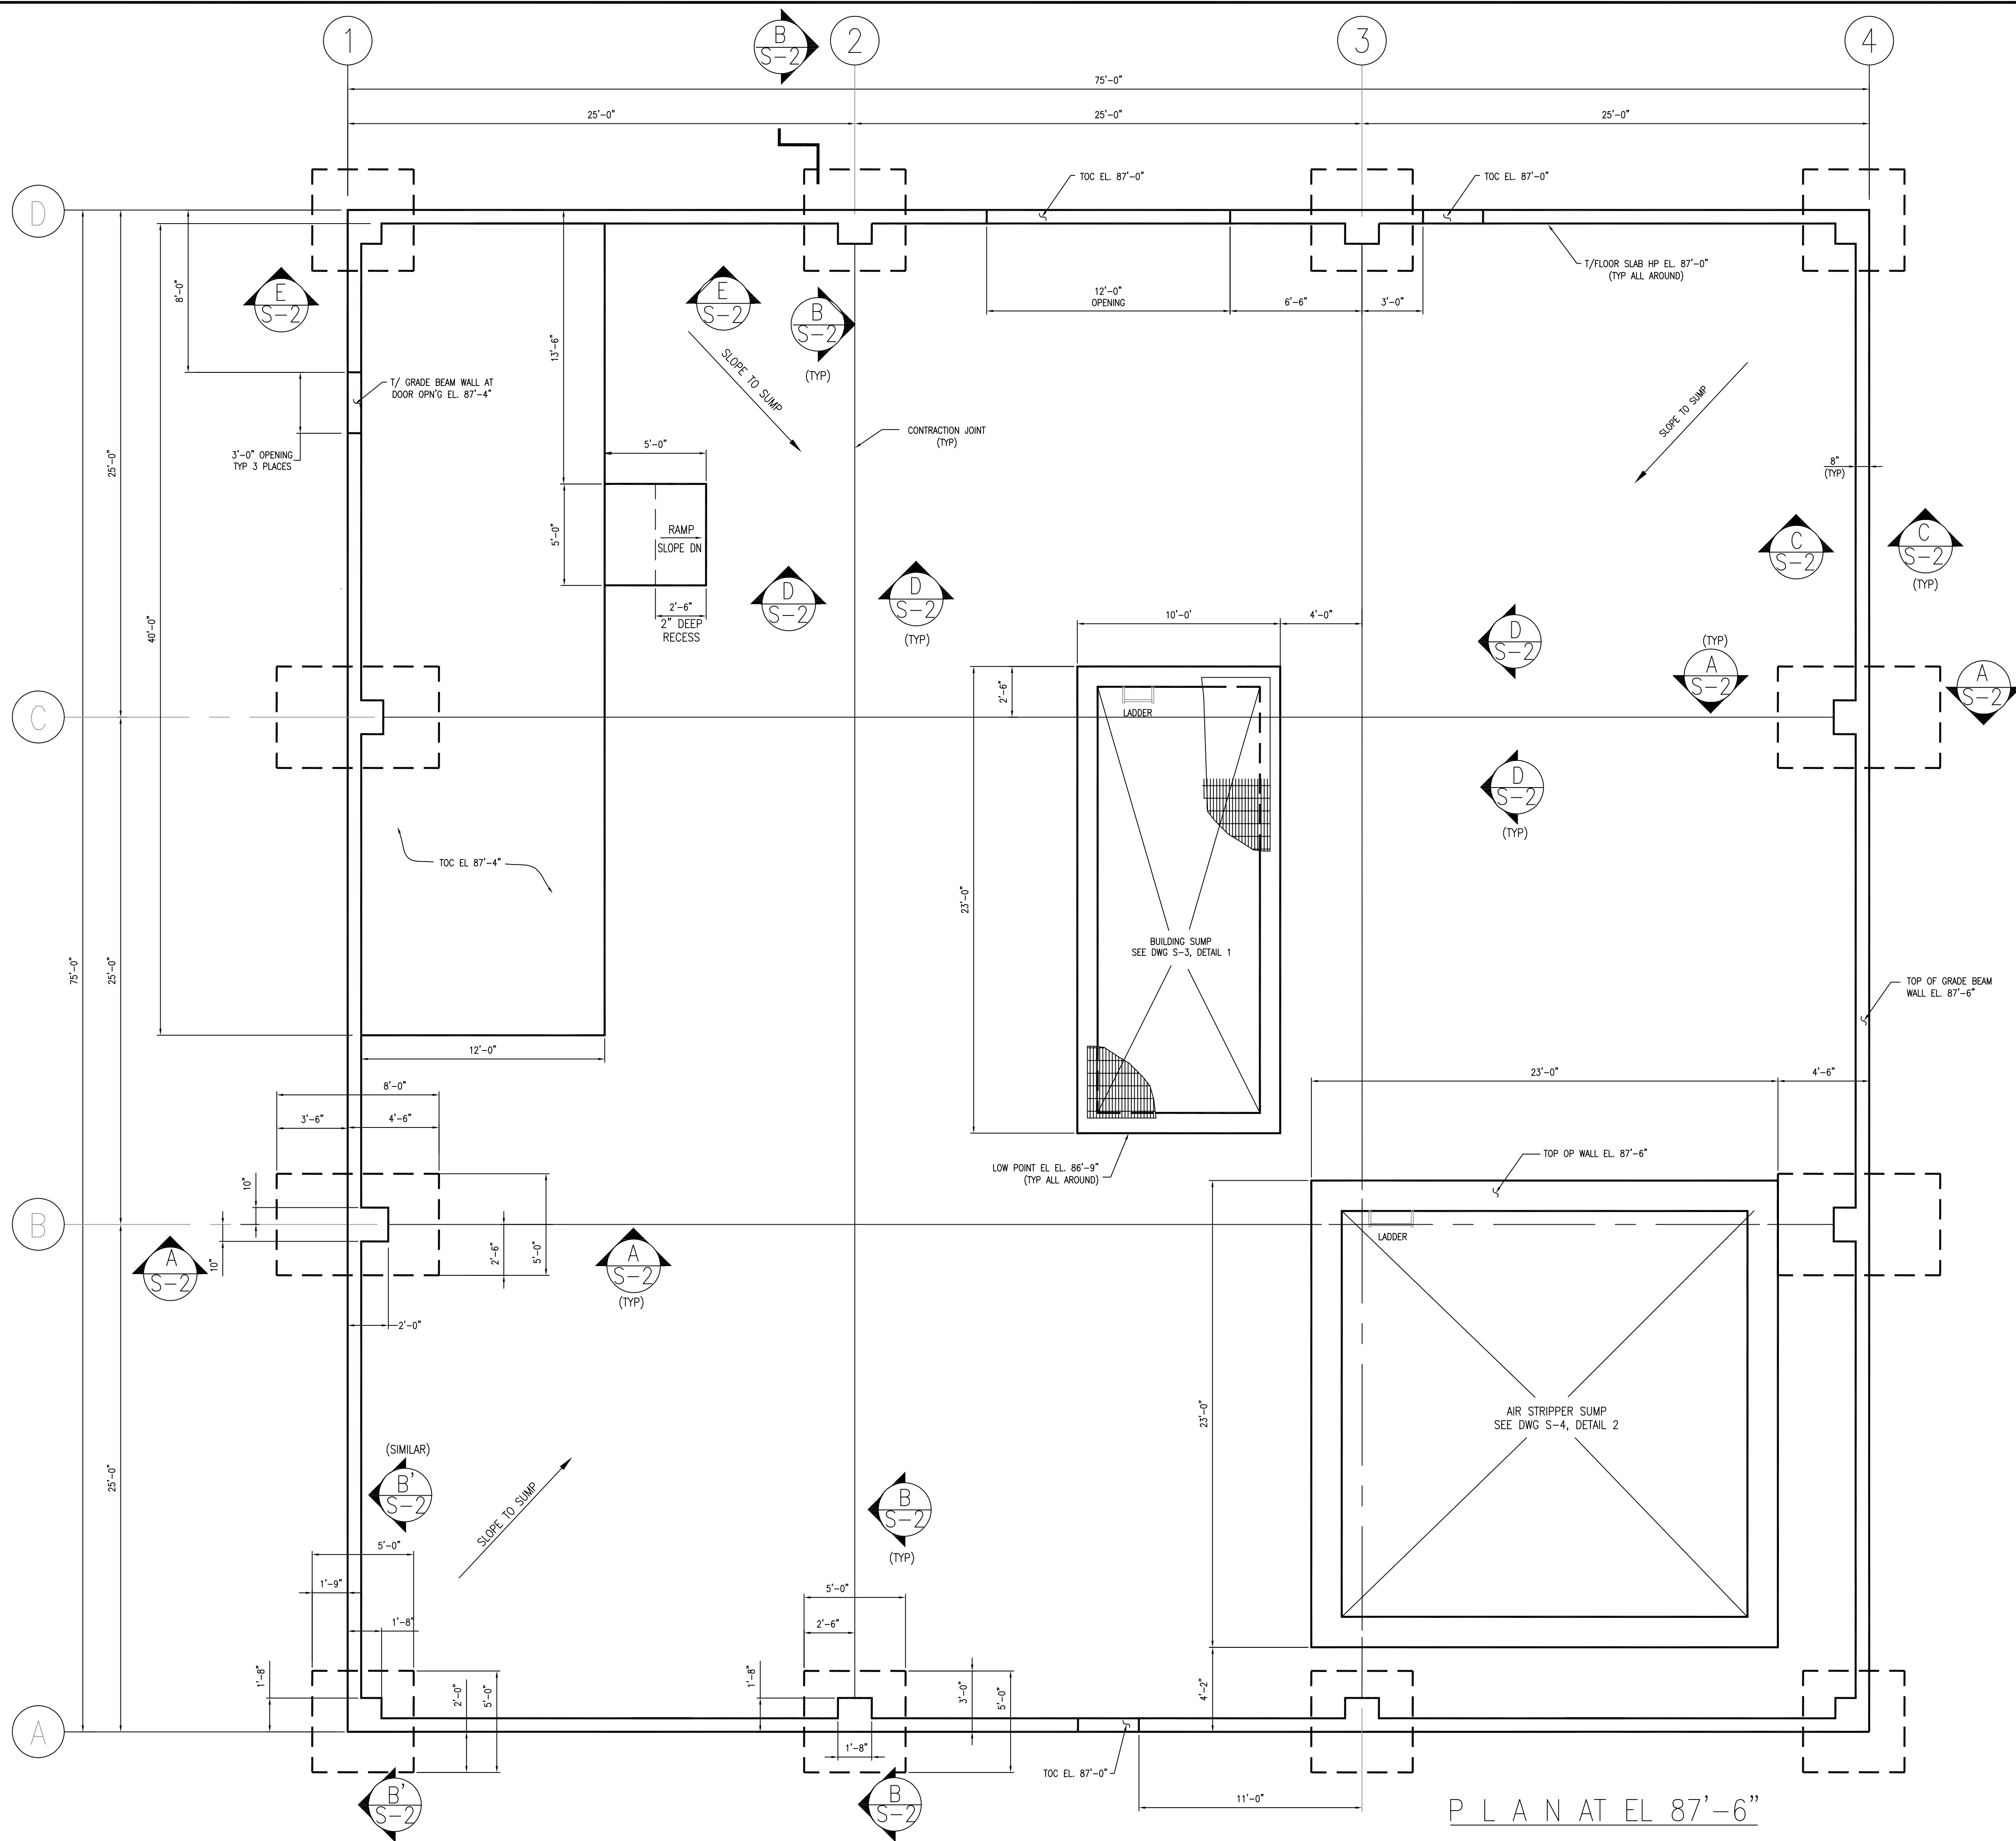 1
B
S-2
2
3
4
75'-0"
25'-0"
25'-0"
25'-0"
TOC EL. 87'-0"
TOC EL. 87'-0"
D
T/FLOOR SLAB HP EL. 87'-0"
(TYP ALL AROUND)
8'-0"
E
S-2
E
S-2
B
S-2
(TYP)
12'-0"
OPENING
6'-6"
3'-0"
13'-6"
SLOPE TO SUMP
SLOPE TO SUMP
T/ GRADE BEAM WALL AT
DOOR OPN'G EL. 87'-4"
CONTRACTION JOINT
(TYP)
3'-0" OPENING
TYP 3 PLACES
25'-0"
5'-0"
8"
(TYP)
5'-0"
RAMP
SLOPE DN
C
S-2
C
S-2
(TYP)
2'-6"
2" DEEP
RECESS
D
S-2
D
S-2
(TYP)
40'-0"
10'-0'
4'-0"
D
S-2
(TYP)
A
S-2
A
S-2
2'-6"
LADDER
C
D
S-2
(TYP)
TOC EL 87'-4"
23'-0"
BUILDING SUMP
SEE DWG S-3, DETAIL 1
75'-0"
25'-0"
TOP OF GRADE BEAM
WALL EL. 87'-6"
12'-0"
8'-0"
3'-6"
4'-6"
23'-0"
4'-6"
LOW POINT EL EL. 86'-9"
(TYP ALL AROUND)
TOP OP WALL EL. 87'-6"
10"
10"
B
LADDER
2'-6"
5'-0"
A
S-2
A
S-2
(TYP)
2'-0"
23'-0"
AIR STRIPPER SUMP
SEE DWG S-4, DETAIL 2
25'-0"
(SIMILAR)
B'
S-2
SLOPE TO SUMP
B
S-2
(TYP)
5'-0"
1'-9"
1'-8"
5'-0"
2'-6"
1'-8"
2'-0"
5'-0"
1'-8"
3'-0"
5'-0"
4'-2"
A
1'-8"
TOC EL. 87'-0"
11'-0"
B'
S-2
B
S-2
P L A N AT EL 87'-6"